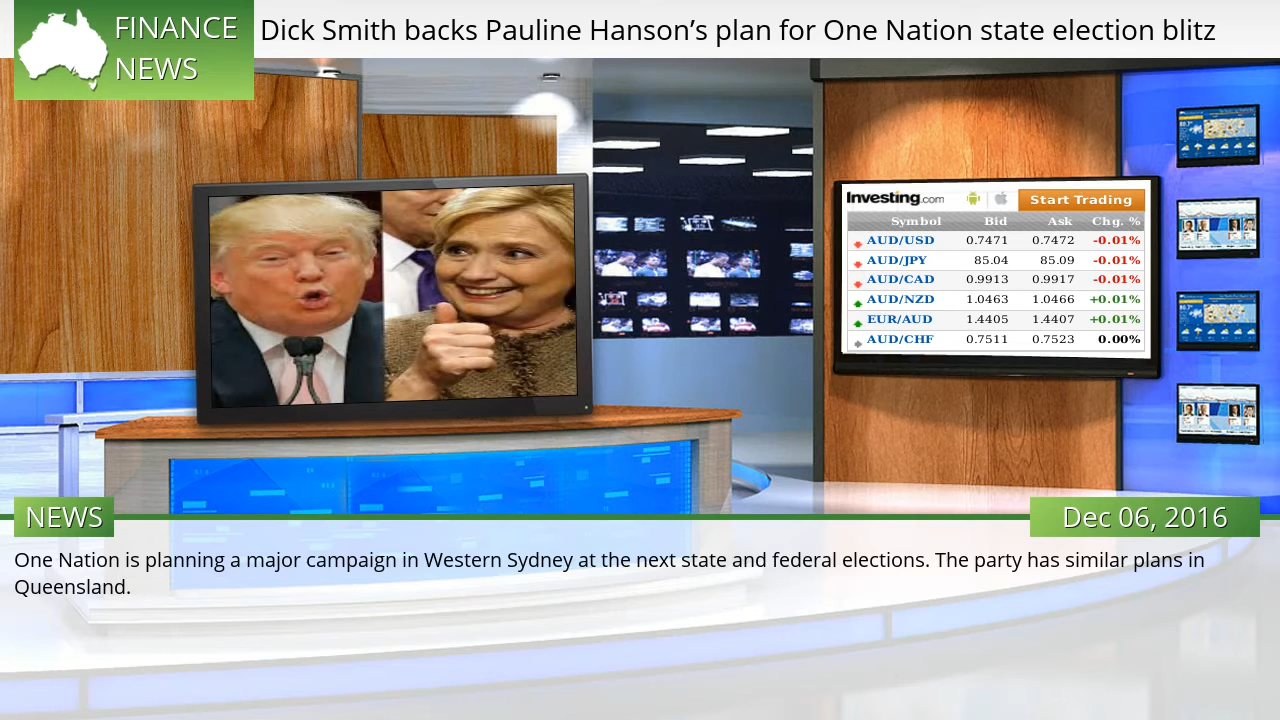 FINANCE
NEWS
Dick Smith backs Pauline Hanson’s plan for One Nation state election blitz
Investing.com
Start Trading
Symbol Bid Ask Chg. %
AUD/USD 0.7471 0.7472 -0.01%
AUD/JPY 85.04 85.09 -0.01%
AUD/CAD 0.9913 0.9917 -0.01%
AUD/NZD 1.0463 1.0466 +0.01%
EUR/AUD 1.4405 1.4407 +0.01%
AUD/CHF 0.7511 0.7523 0.00%
NEWS
Dec 06, 2016
One Nation is planning a major campaign in Western Sydney at the next state and federal elections. The party has similar plans in
Queensland.